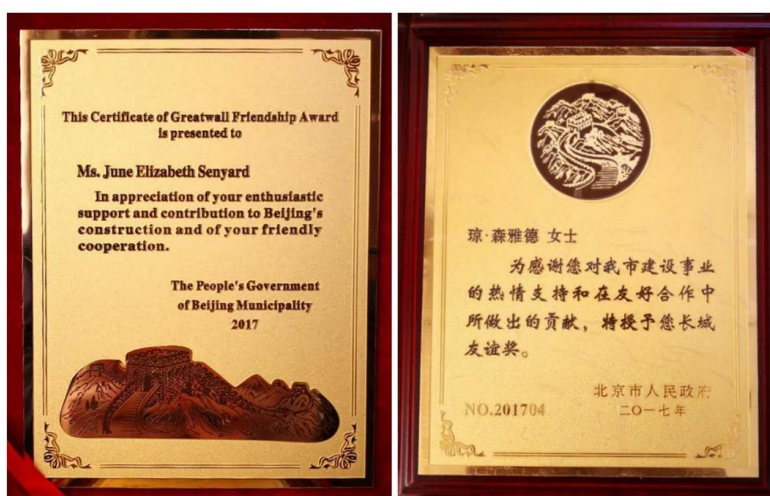 This Certificate of Greatwall Friendship Award
is presented to
Ms. June Elizabeth Senyard
In appreciation of your enthusiastic
support and contribution to Beijing's
construction and of your friendly
cooperation.
The People's Government
of Beijing Municipality
2017
琼·森雅德 女士
为感谢您对我市建设事业
的热情支持和在友好合作中
所做出的贡献，特授予您长城
友谊奖。
北京市人民政府
NO.201704
二〇一七年